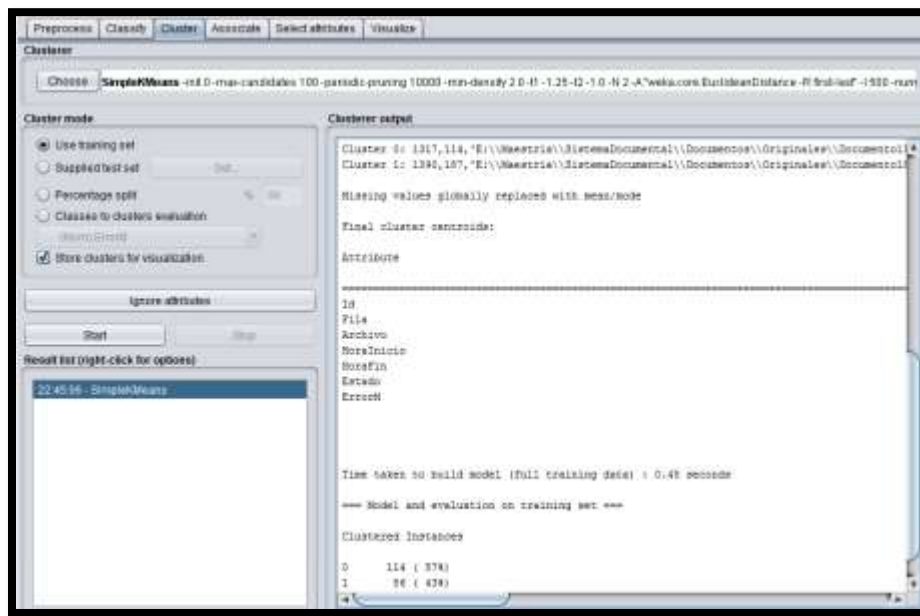 Preprocess Classify Cluster Associate Select attributes Visualize
Clusterer
Choose SimpleKMeans -init 0 -max-candidates 100 -periodic-pruning 10000 -min-density 2.0 -t1 -1.25 -t2 -1.0 -N 2 -A "weka.core.EuclideanDistance -R first-last" -I 500 -num
Cluster mode
Use training set
Supplied test set Set...
Percentage split %
Classes to clusters evaluation
Store clusters for visualization
Ignore attributes
Start Stop
Result list (right-click for options)
22:45:56 - SimpleKMeans
Clusterer output
Cluster 0: 1317,114,'E:\\Maestria\\SistemaDocumental\\Documentos\\Originales\\Documento1
Cluster 1: 1390,187,'E:\\Maestria\\SistemaDocumental\\Documentos\\Originales\\Documento1
Missing values globally replaced with mean/mode
Final cluster centroids:
Attribute
Id
Fila
Archivo
HoraInicio
HoraFin
Estado
ErrorN
Time taken to build model (full training data) : 0.45 seconds
=== Model and evaluation on training set ===
Clustered Instances
0 114 ( 57%)
1 86 ( 43%)